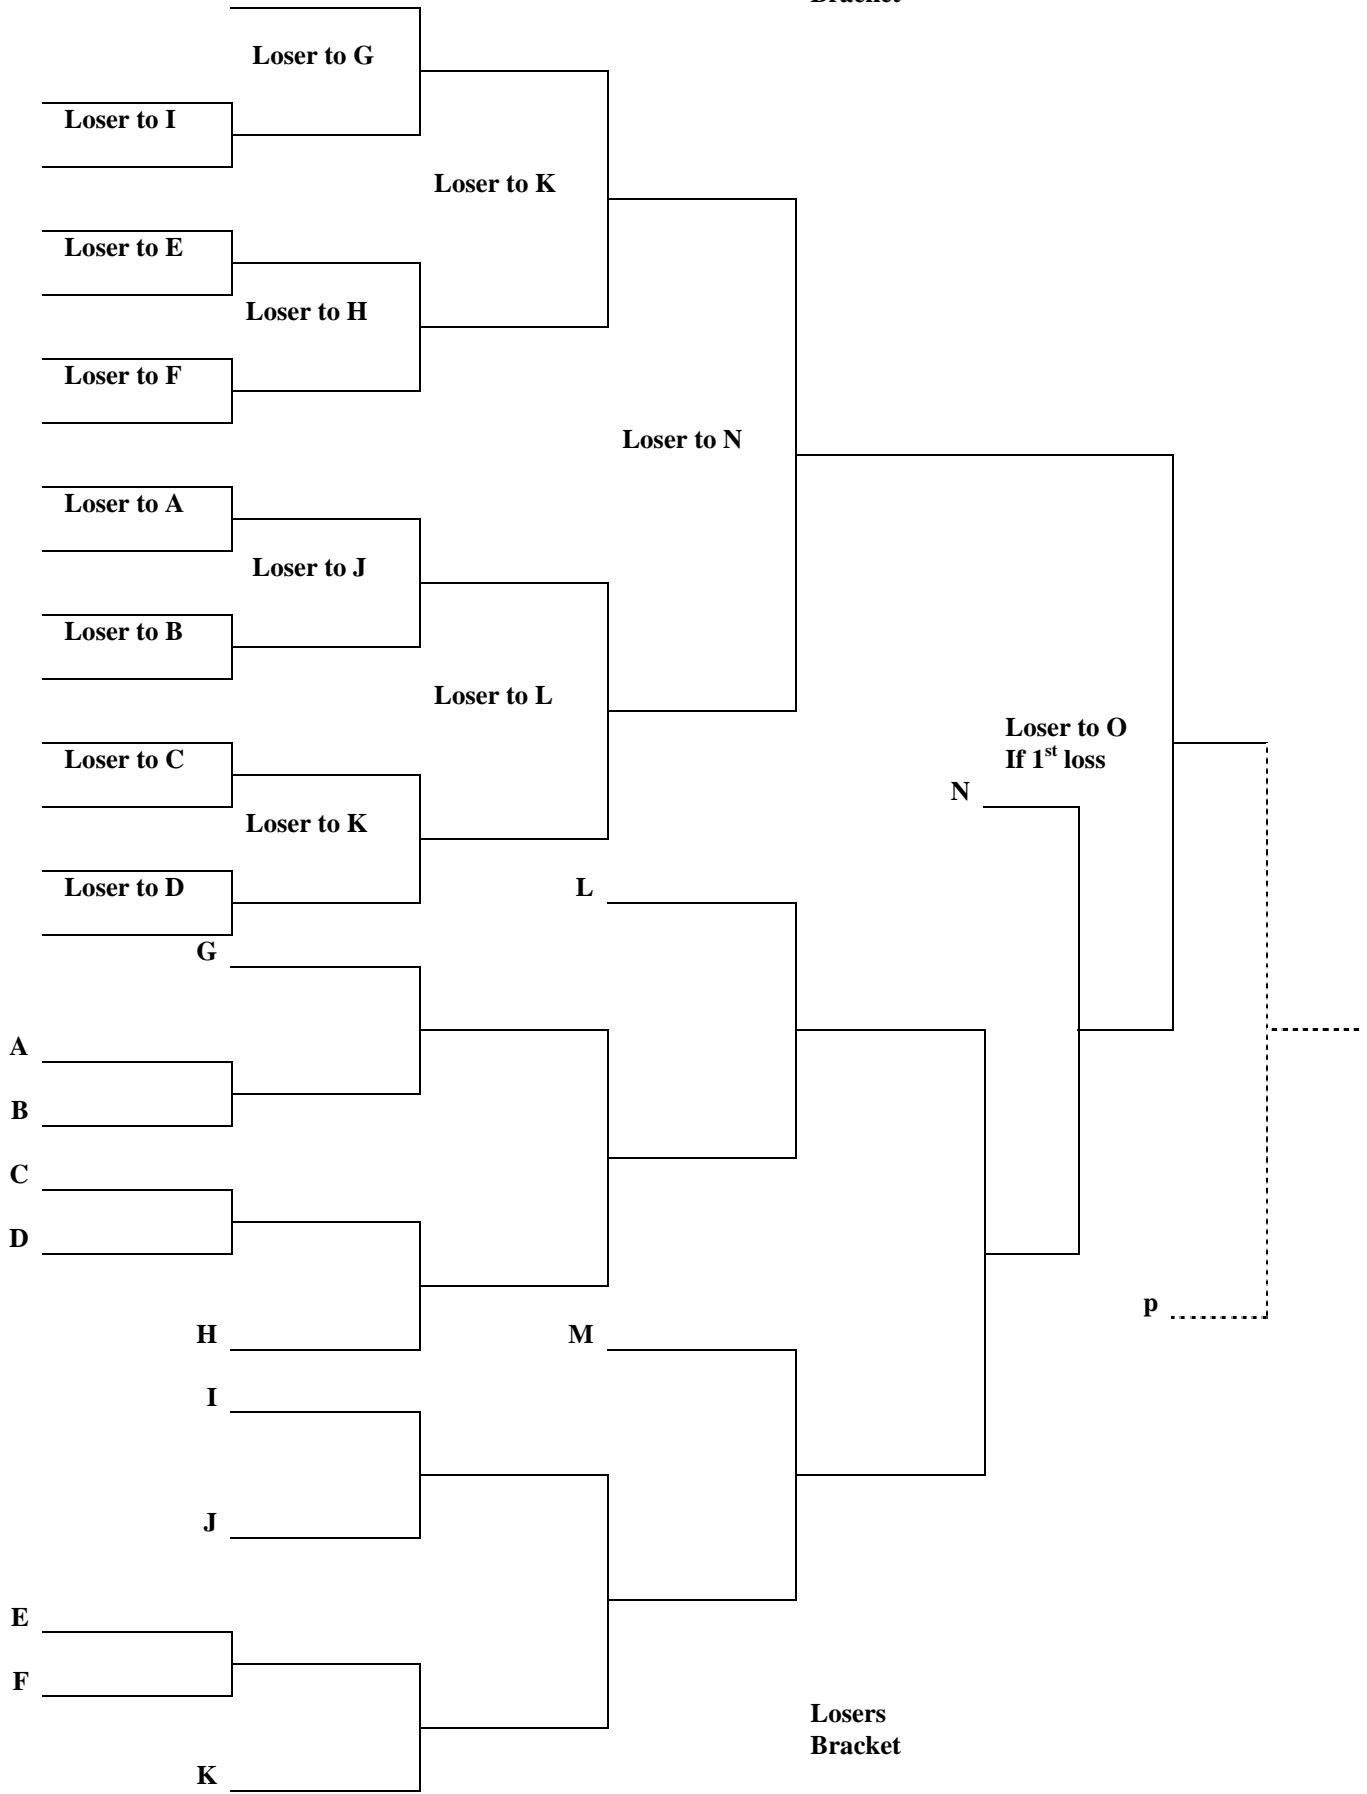 Loser to G
Loser to I
Loser to K
Loser to E
Loser to H
Loser to F
Loser to N
Loser to A
Loser to J
Loser to B
Loser to L
Loser to O
If 1st loss
Loser to C
N
Loser to K
Loser to D
L
G
A
B
C
D
p
H
M
I
J
E
F
Losers
Bracket
K